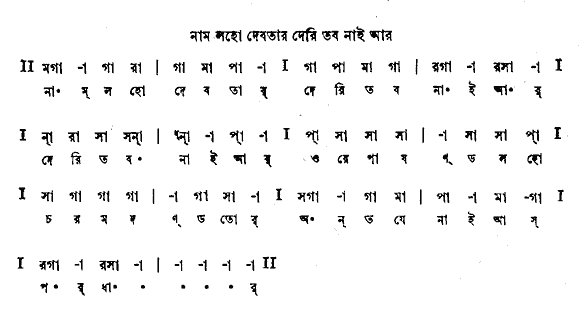 নাম লহো দেবতার দেরি তব নাই আর
II মগা -া গা রা | গা মা পা -া I গা পা মা গা | রগা -া রসা -া I
না॰ ম্ ল হো দে ব তা র্ দে রি ত ব না॰ ই আ॰ র্
I ন্‌া রা সা সন্‌া | ধ্‌ন্‌া -া প্‌া -া I প্‌া সা সা সা | -া সা সা প্‌া I
দে রি ত ব॰ না ই আ র্ ও রে পা ষ ণ্ ড ল হো
I সা গা গা গা | -া গা সা -া I সগা -া গা মা | পা -া মা -গা I
চ র ম দ ণ্ ড তো র্ অ॰ ন্ ত যে না ই আ স্
I রগা -া রসা -া | -া -া -া -া II
প॰ র্ ধা॰ ॰ ॰ ॰ ॰ র্